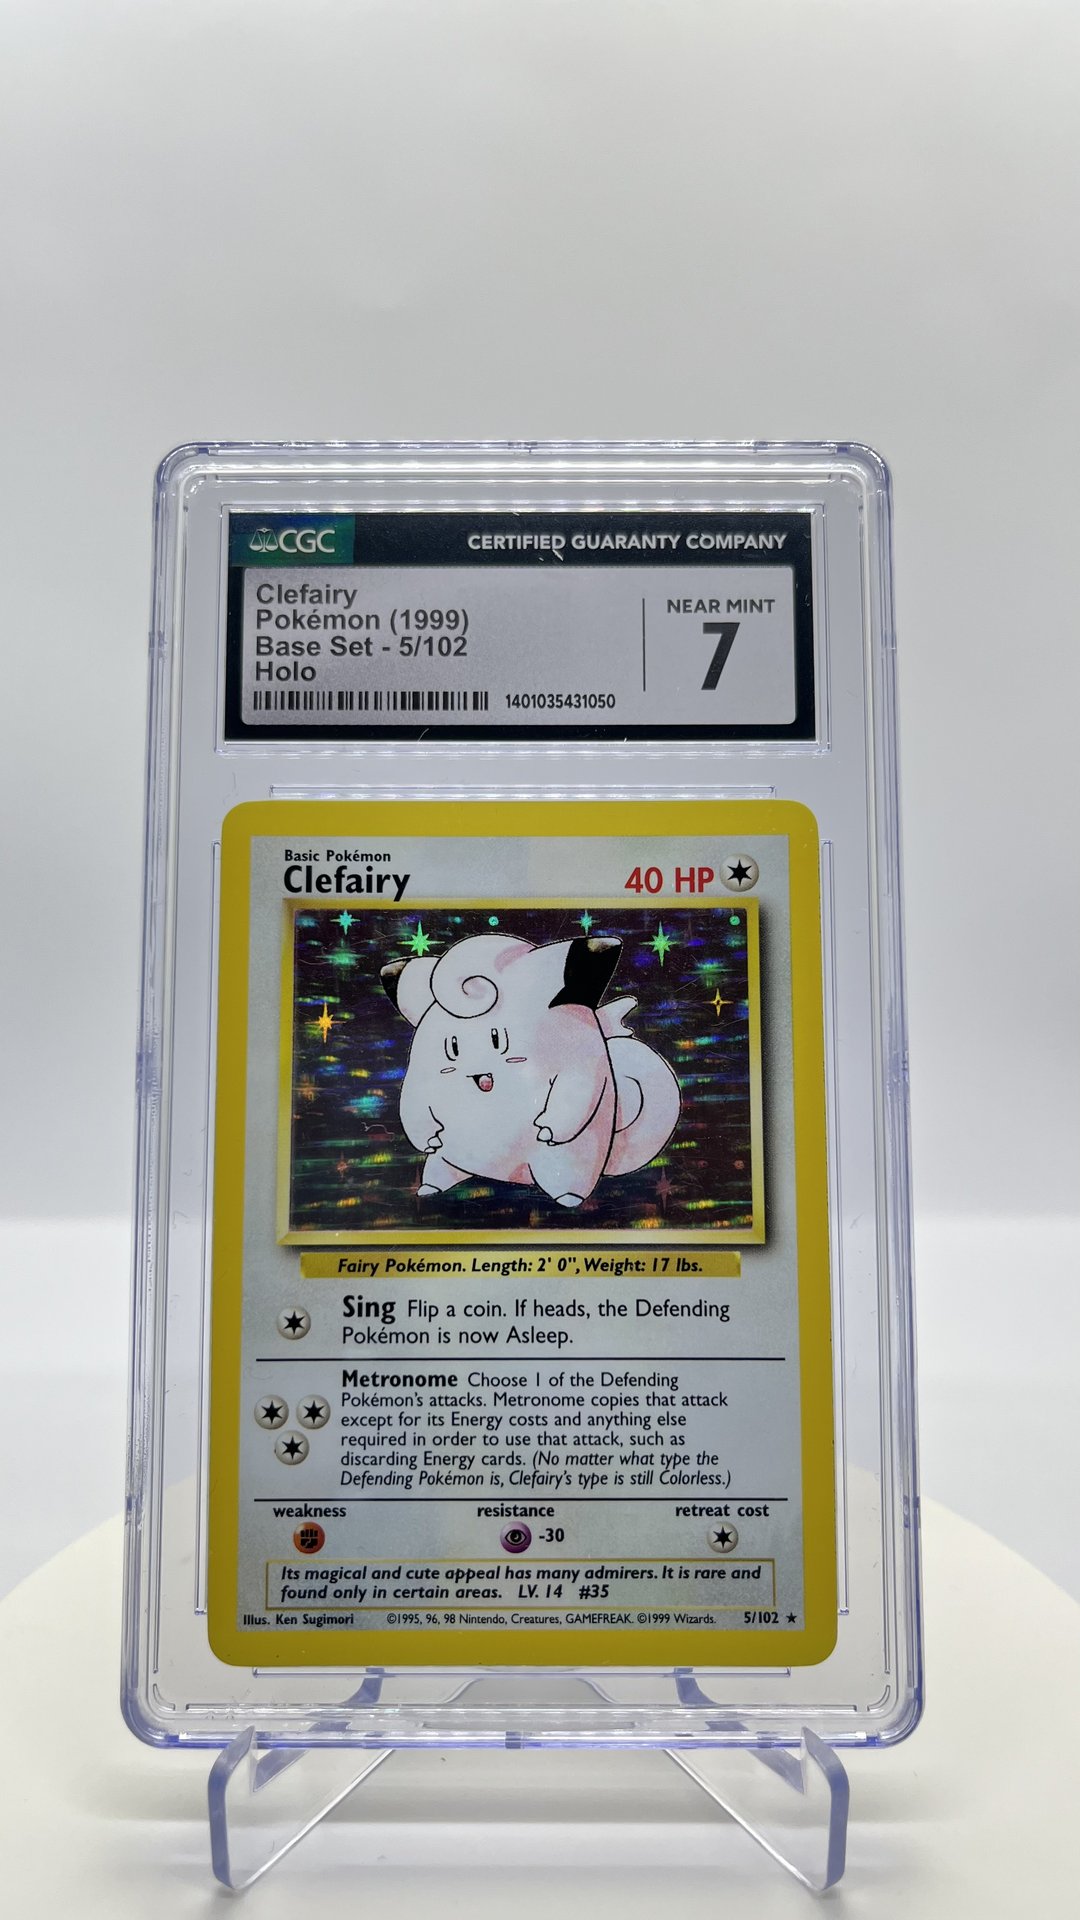 CGC
CERTIFIED GUARANTY COMPANY
Clefairy
Pokémon (1999)
Base Set - 5/102
Holo
1401035431050
NEAR MINT
7
Basic Pokémon
Clefairy
40 HP
Fairy Pokémon. Length: 2' 0", Weight: 17 lbs.
Sing Flip a coin. If heads, the Defending
Pokémon is now Asleep.
Metronome Choose 1 of the Defending
Pokémon's attacks. Metronome copies that attack
except for its Energy costs and anything else
required in order to use that attack, such as
discarding Energy cards. (No matter what type the
Defending Pokémon is, Clefairy's type is still Colorless.)
weakness
resistance
retreat cost
-30
Its magical and cute appeal has many admirers. It is rare and
found only in certain areas. LV. 14 #35
Illus. Ken Sugimori ©1995, 96, 98 Nintendo, Creatures, GAMEFREAK. ©1999 Wizards. 5/102 ★